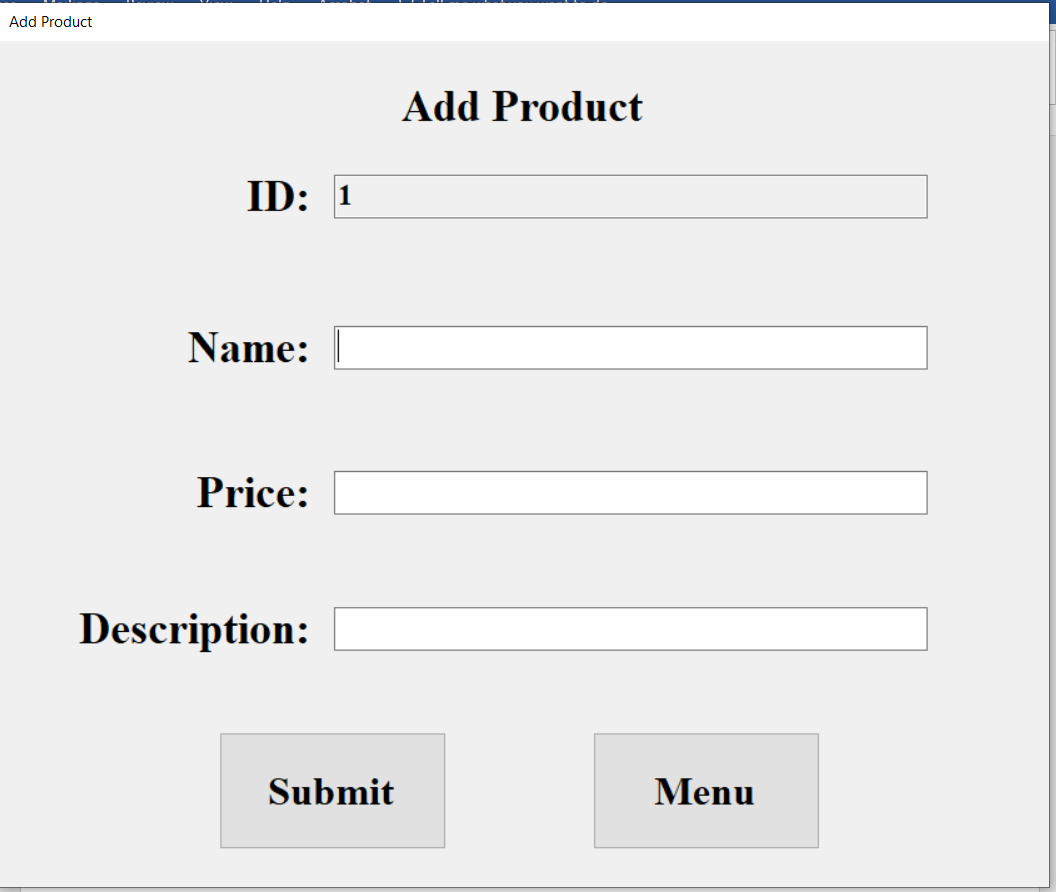 Add Product
Add Product
ID: 1
Name:
Price:
Description:
Submit Menu